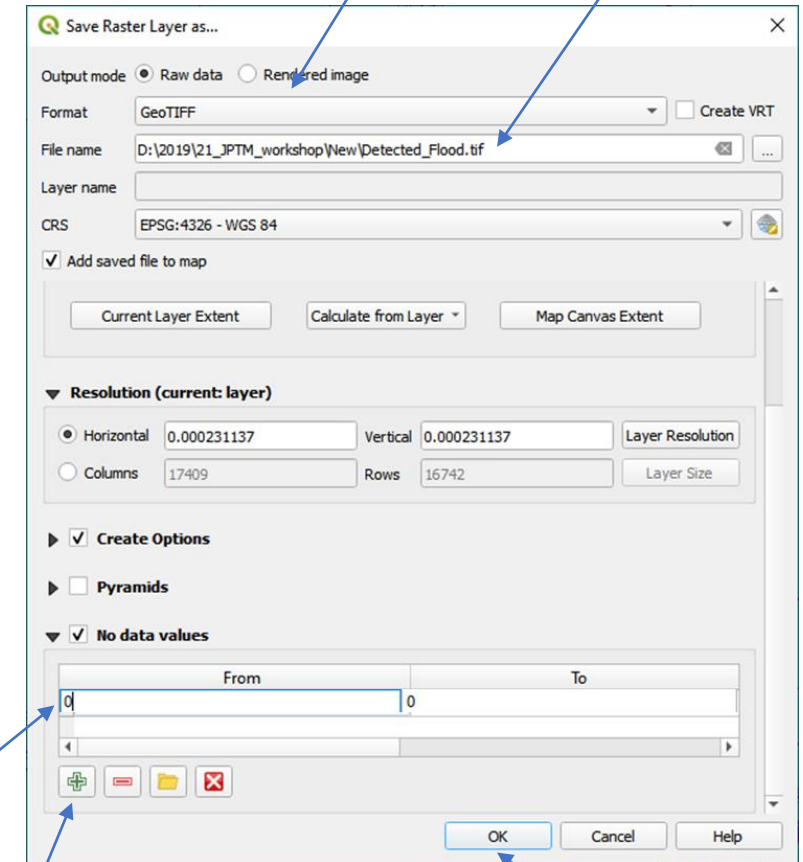 Save Raster Layer as...
Output mode Raw data Rendered image
Format GeoTIFF Create VRT
File name D:\2019\21_JPTM_workshop\New\Detected_Flood.tif ...
Layer name
CRS EPSG:4326 - WGS 84
Add saved file to map
Current Layer Extent Calculate from Layer Map Canvas Extent
Resolution (current: layer)
Horizontal 0.000231137 Vertical 0.000231137 Layer Resolution
Columns 17409 Rows 16742 Layer Size
Create Options
Pyramids
No data values
From To
0 0
OK Cancel Help